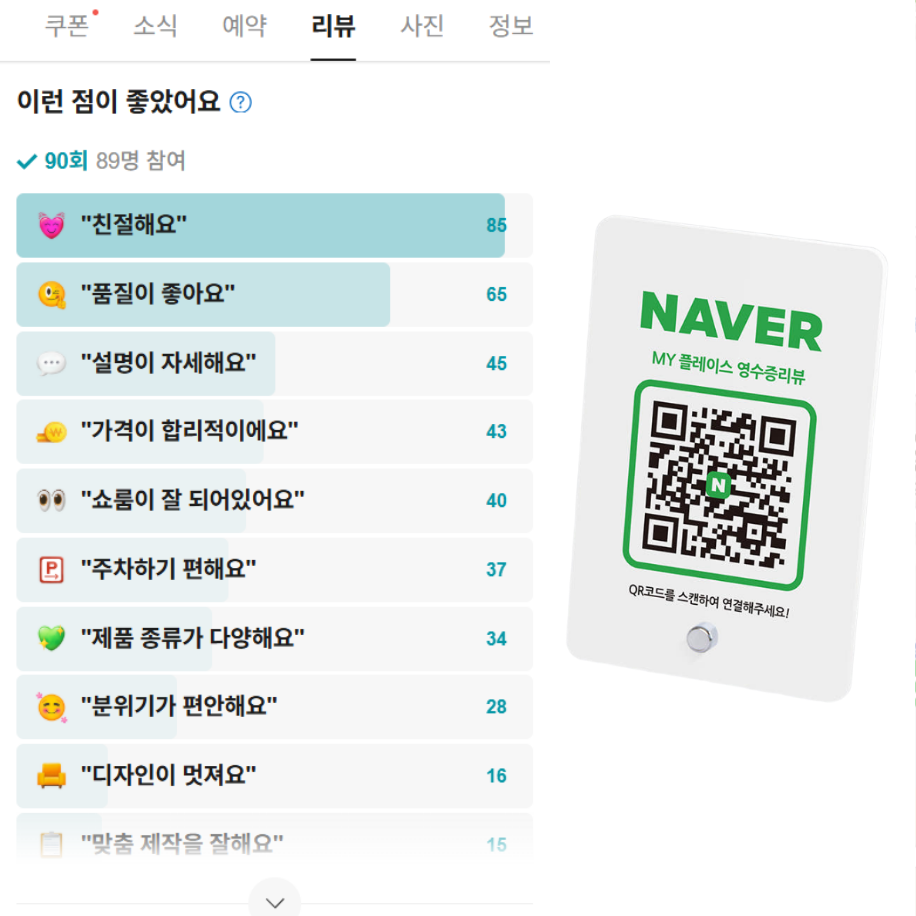 쿠폰 소식 예약 리뷰 사진 정보
이런 점이 좋았어요 ?
90회 89명 참여
"친절해요" 85
"품질이 좋아요" 65
"설명이 자세해요" 45
"가격이 합리적이에요" 43
"쇼룸이 잘 되어있어요" 40
P "주차하기 편해요" 37
"제품 종류가 다양해요" 34
"분위기가 편안해요" 28
"디자인이 멋져요" 16
"맞춤 제작을 잘해요" 15
NAVER
MY 플레이스 영수증리뷰
N
QR코드를 스캔하여 연결해주세요!